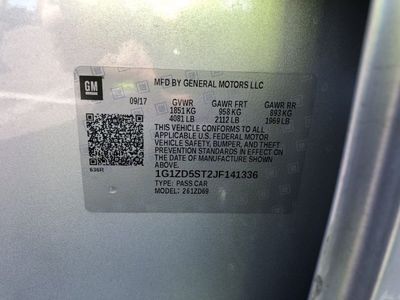 GM
MFD BY GENERAL MOTORS LLC
09/17 GVWR GAWR FRT GAWR RR
1851 KG 958 KG 893 KG
4081 LB 2112 LB 1969 LB
THIS VEHICLE CONFORMS TO ALL
APPLICABLE U.S. FEDERAL MOTOR
VEHICLE SAFETY, BUMPER, AND THEFT
PREVENTION STANDARDS IN EFFECT ON
THE DATE OF MANUFACTURE SHOWN
ABOVE.
1G1ZD5ST2JF141336
TYPE: PASS CAR
MODEL: 261ZD69